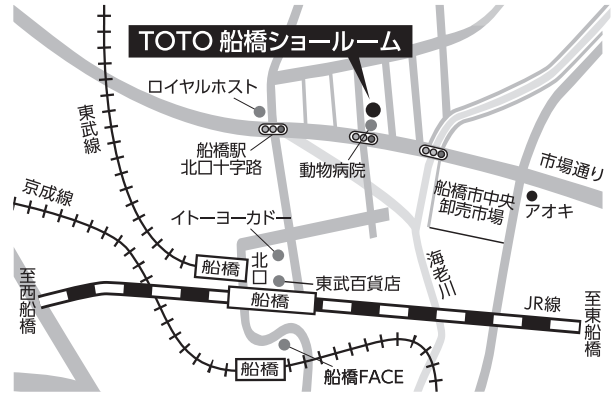 TOTO 船橋ショールーム
ロイヤルホスト
東武線
船橋駅
北口十字路
動物病院
市場通り
京成線
船橋市中央
卸売市場
アオキ
イトーヨーカドー
船橋
北口
東武百貨店
海老川
至西船橋
船橋
JR線
至東船橋
船橋
船橋FACE